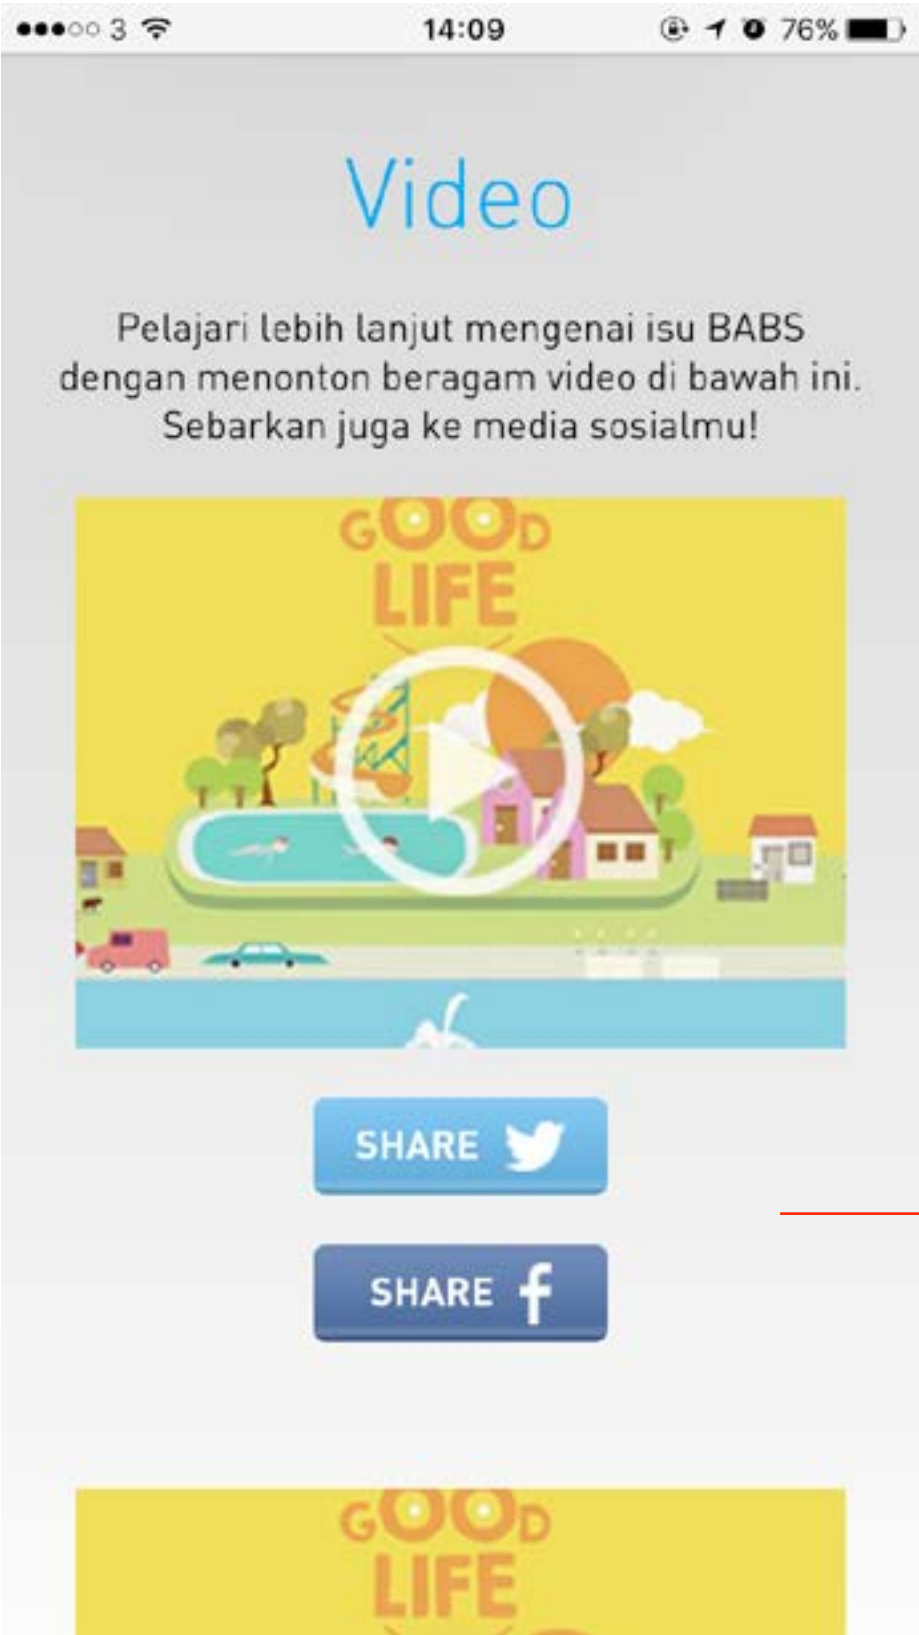 3 14:09 76%
Video
Pelajari lebih lanjut mengenai isu BABS
dengan menonton beragam video di bawah ini.
Sebarkan juga ke media sosialmu!
GOOD
LIFE
SHARE
SHARE
GOOD
LIFE